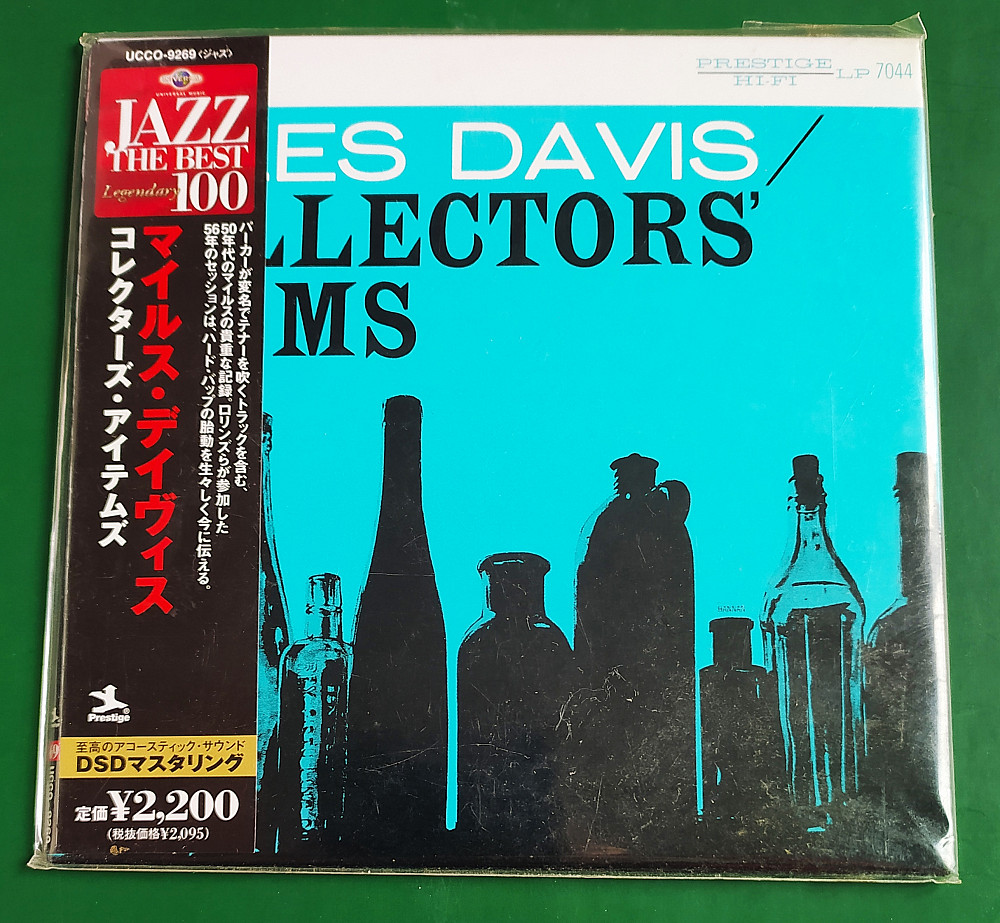 UCCO-9269〈ジャズ〉
UNIVERSAL
UNIVERSAL MUSIC
JAZZ
THE BEST
Legendary 100
パーカーが変名でテナーを吹くトラックを含む、
50年代のマイルスの貴重な記録。ロリンズらが参加した
56年のセッションは、ハード・バップの胎動を生々しく今に伝える。
マイルス・デイヴィス
コレクターズ・アイテムズ
Prestige
至高のアコースティック・サウンド
DSDマスタリング
定価¥2,200
(税抜価格¥2,095)
PRESTIGE LP 7044
HI-FI
ES DAVIS/
LLECTORS'
MS
HANNAN